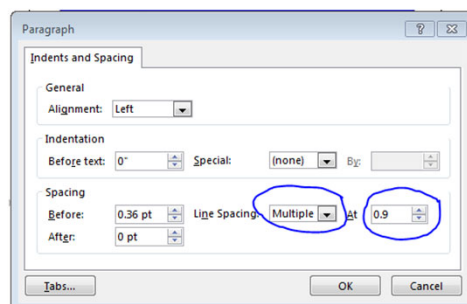 Paragraph
Indents and Spacing
General
Alignment: Left
Indentation
Before text: 0" Special: (none) By:
Spacing
Before: 0.36 pt Line Spacing: Multiple At 0.9
After: 0 pt
Tabs... OK Cancel